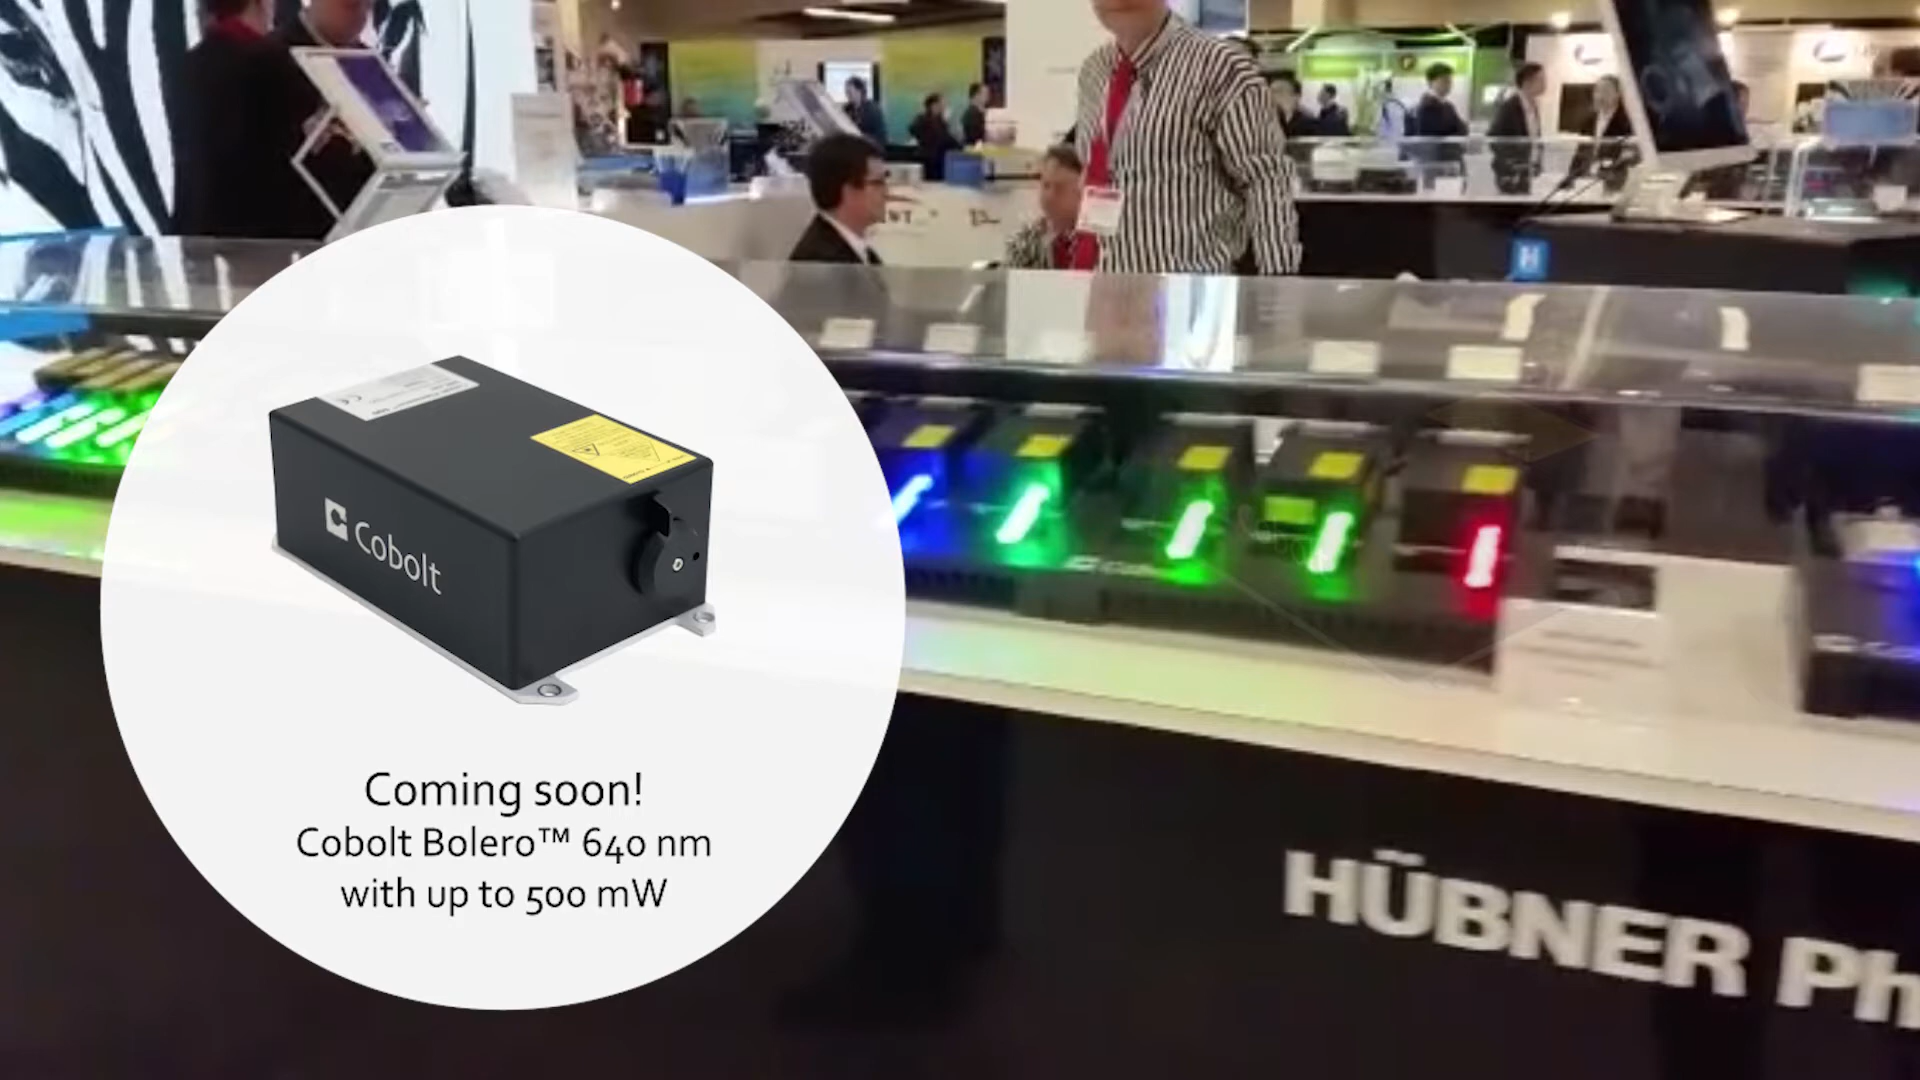 Cobolt
Coming soon!
Cobolt Bolero™ 640 nm
with up to 500 mW
H
HÜBNER Ph